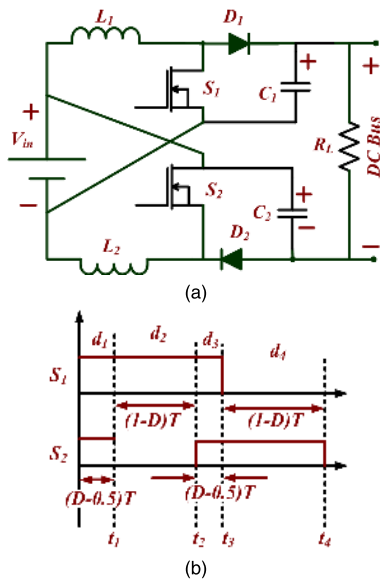 L1 D1
+
S1 C1
+
+
Vin
RL DC Bus
S2
+
−
C2
−
L2 D2
−
(a)
d1 d2 d3 d4
S1
(1-D)T (1-D)T
S2
(D-0.5)T (D-0.5)T
t1 t2 t3 t4
(b)